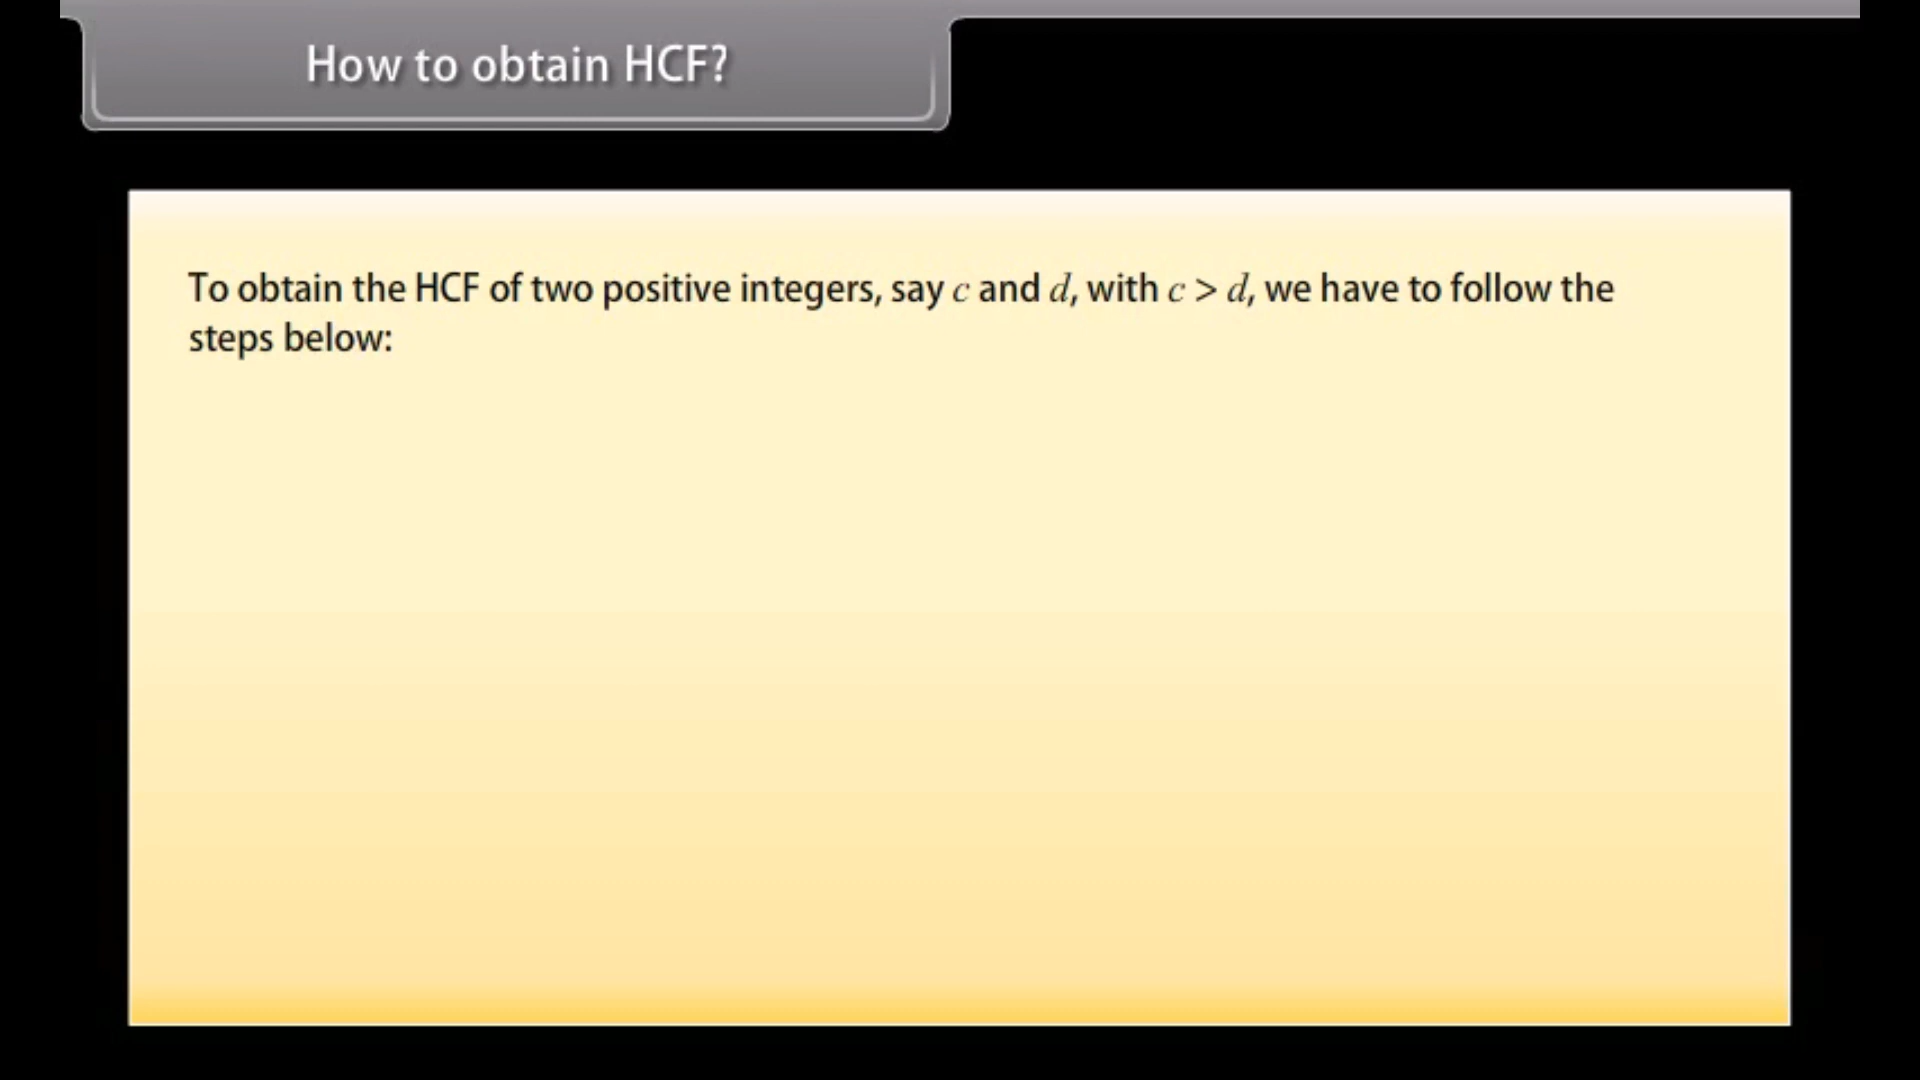 How to obtain HCF?
To obtain the HCF of two positive integers, say c and d, with c > d, we have to follow the
steps below: